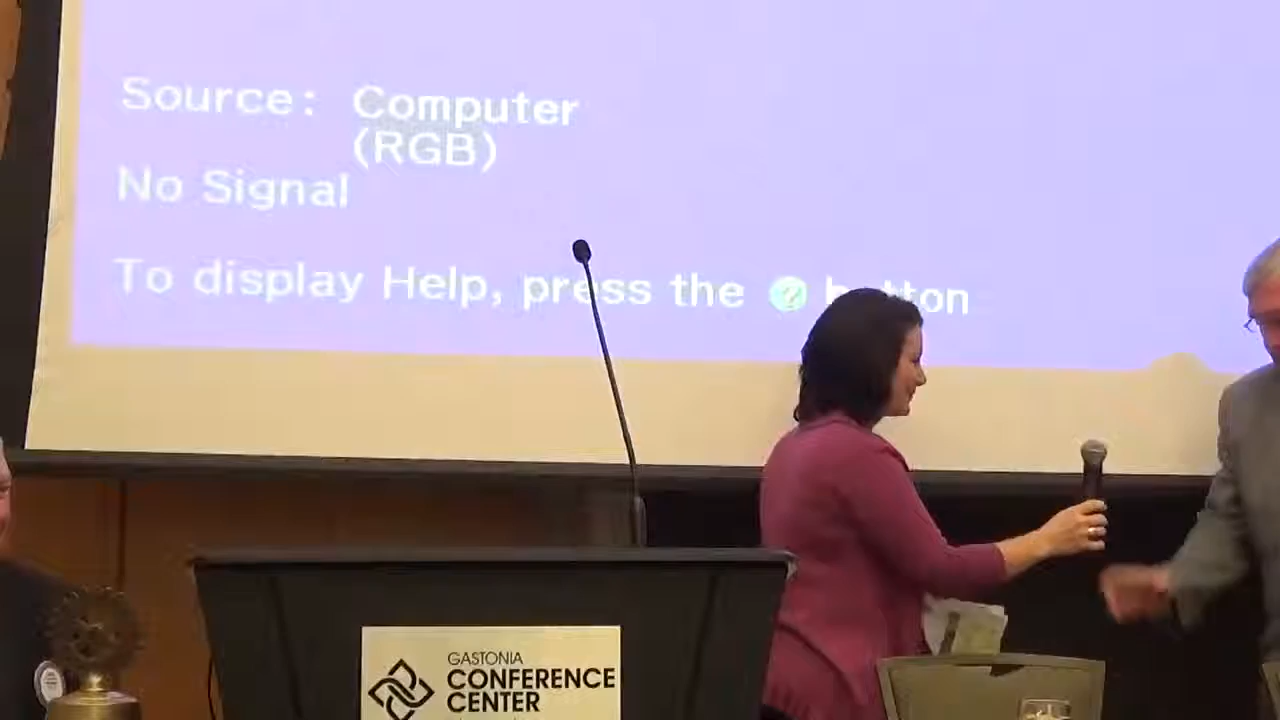 Source: Computer
(RGB)
No Signal
To display Help, press the ? button
GASTONIA
CONFERENCE
CENTER